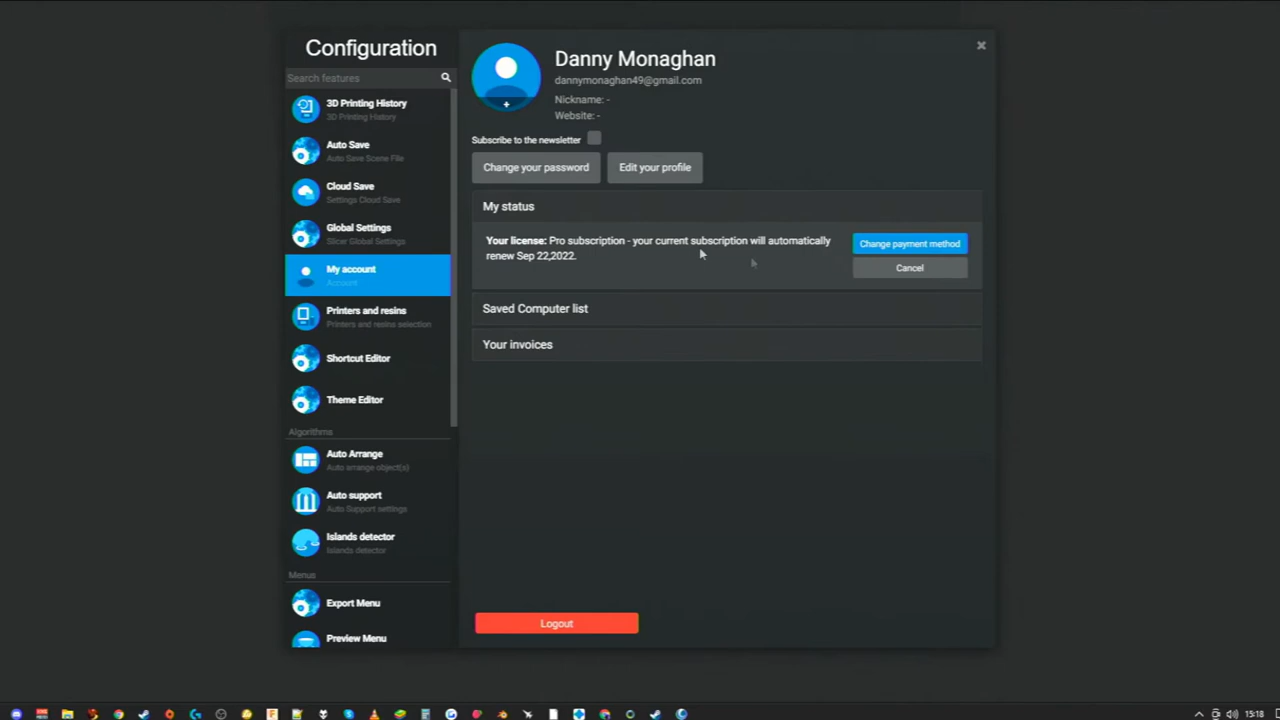 Configuration
Search features
3D Printing History
3D Printing History
Auto Save
Auto Save Scene File
Cloud Save
Settings Cloud Save
Global Settings
Slicer Global Settings
My account
Account
Printers and resins
Printers and resins selection
Shortcut Editor
Theme Editor
Algorithms
Auto Arrange
Auto arrange object(s)
Auto support
Auto Support settings
Islands detector
Islands detector
Menus
Export Menu
Preview Menu
Danny Monaghan
dannymonaghan49@gmail.com
Nickname: -
Website: -
Subscribe to the newsletter
Change your password
Edit your profile
My status
Your license: Pro subscription - your current subscription will automatically
renew Sep 22,2022.
Change payment method
Cancel
Saved Computer list
Your invoices
Logout
15:18